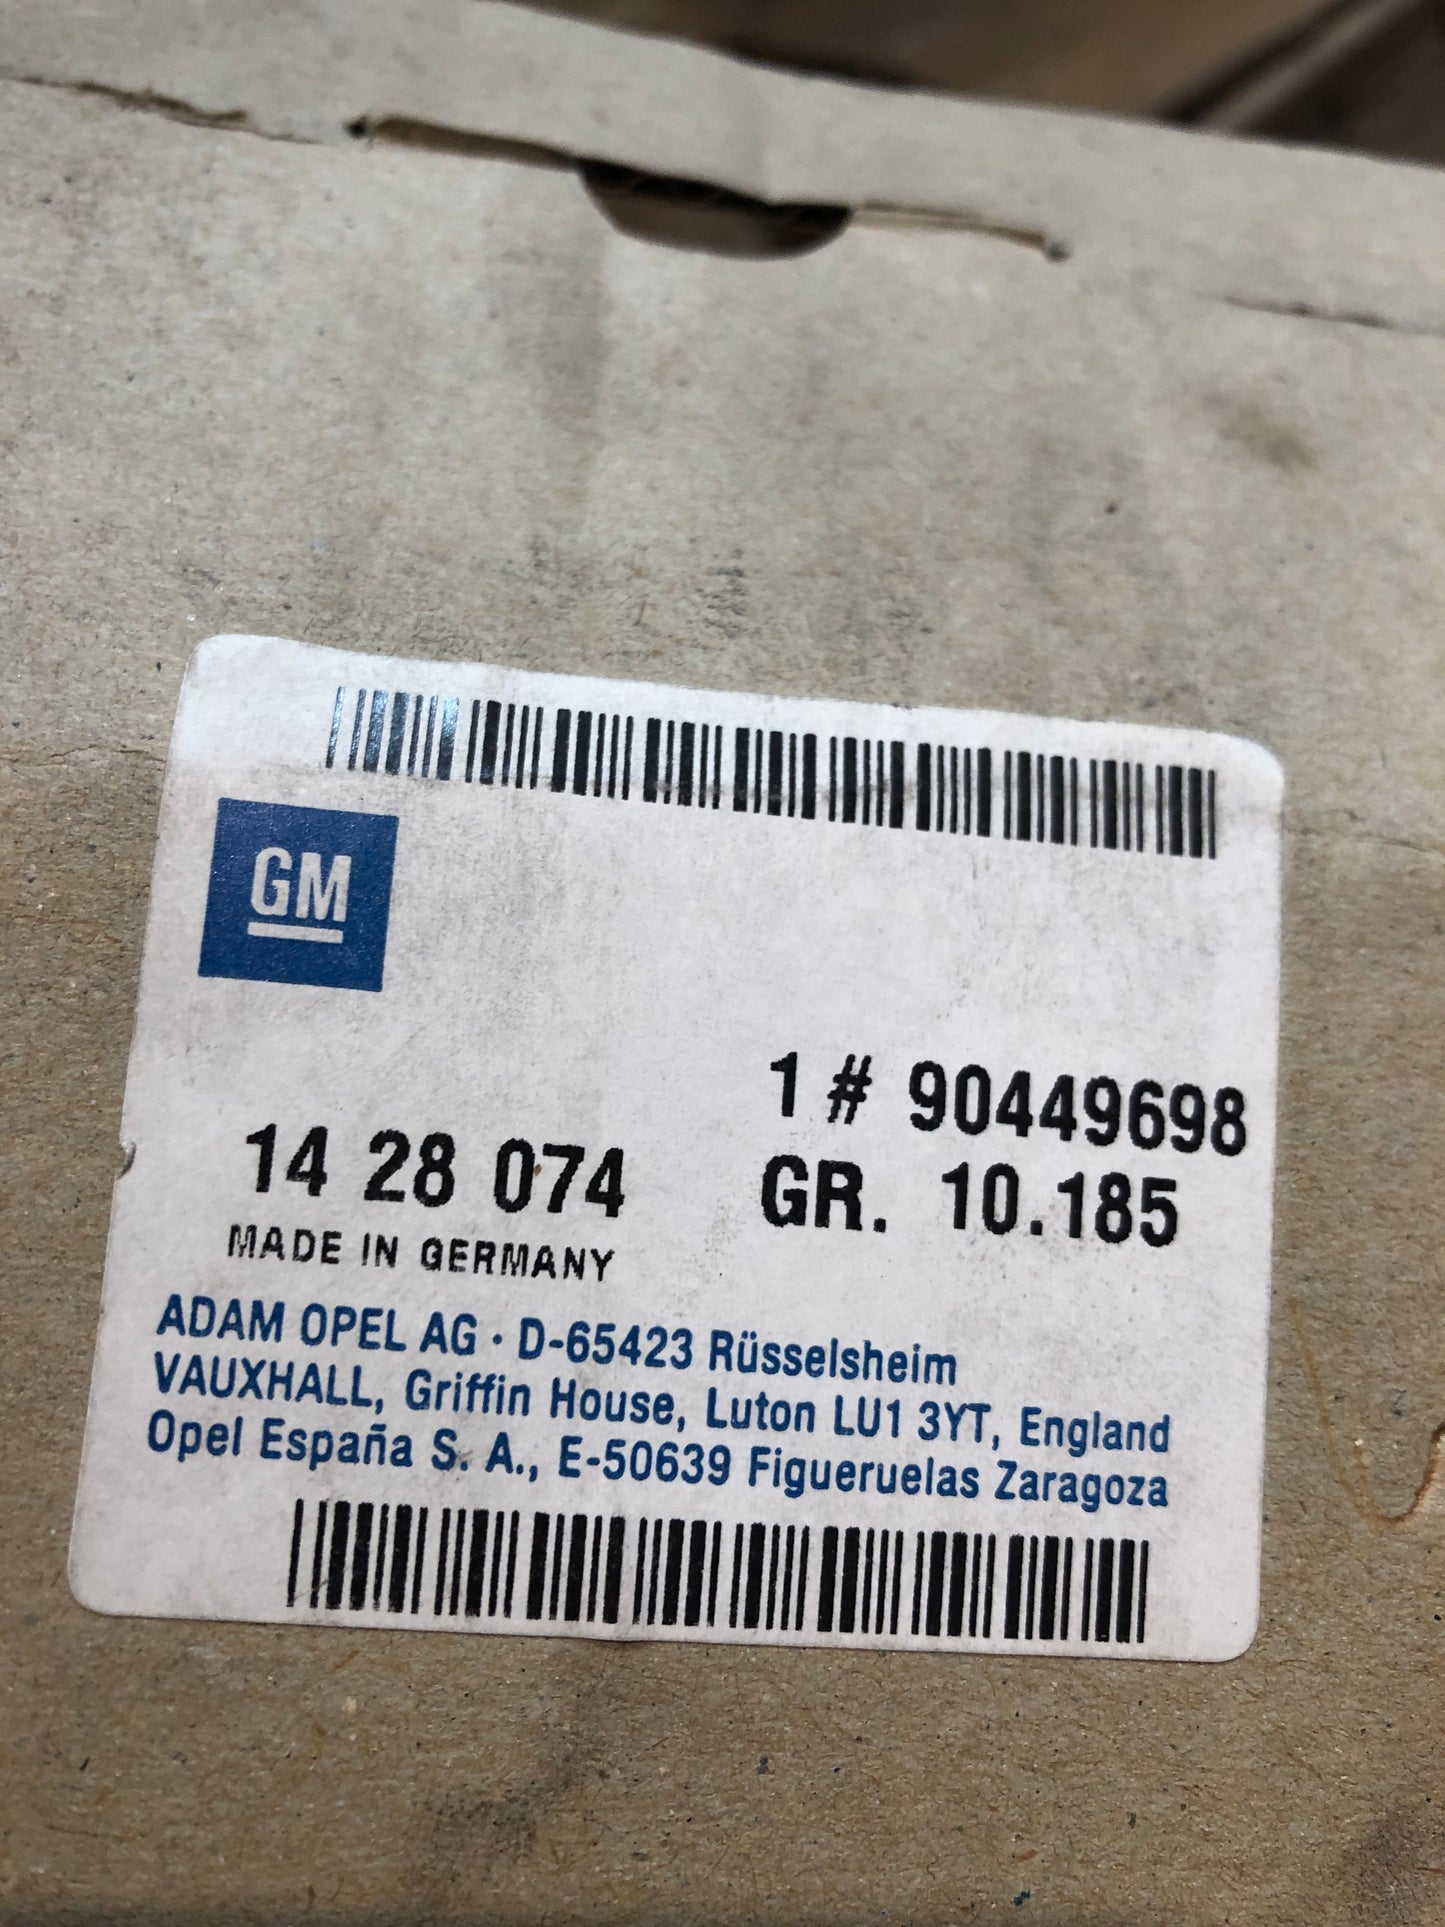 GM
1 # 90449698
14 28 074 GR. 10.185
MADE IN GERMANY
ADAM OPEL AG · D-65423 Rüsselsheim
VAUXHALL, Griffin House, Luton LU1 3YT, England
Opel España S. A., E-50639 Figueruelas Zaragoza